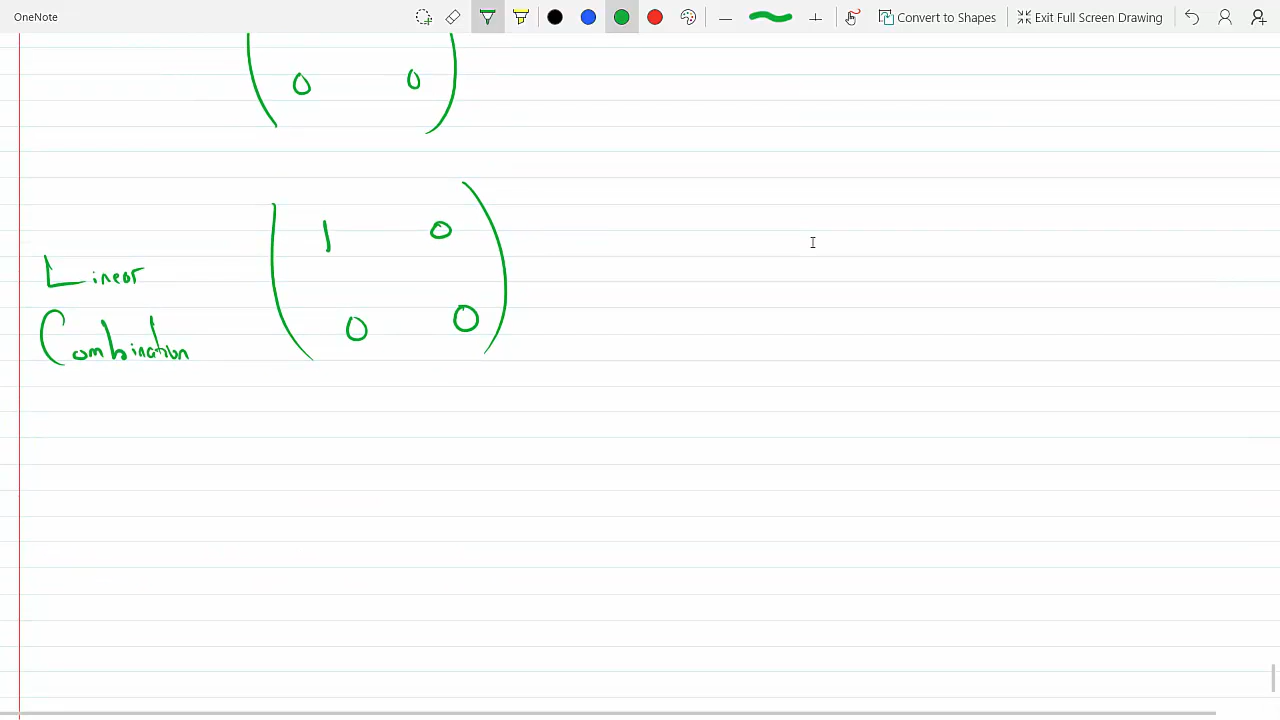 OneNote
Convert to Shapes
Exit Full Screen Drawing
0 0
1 0
Linear
0 0
Combination